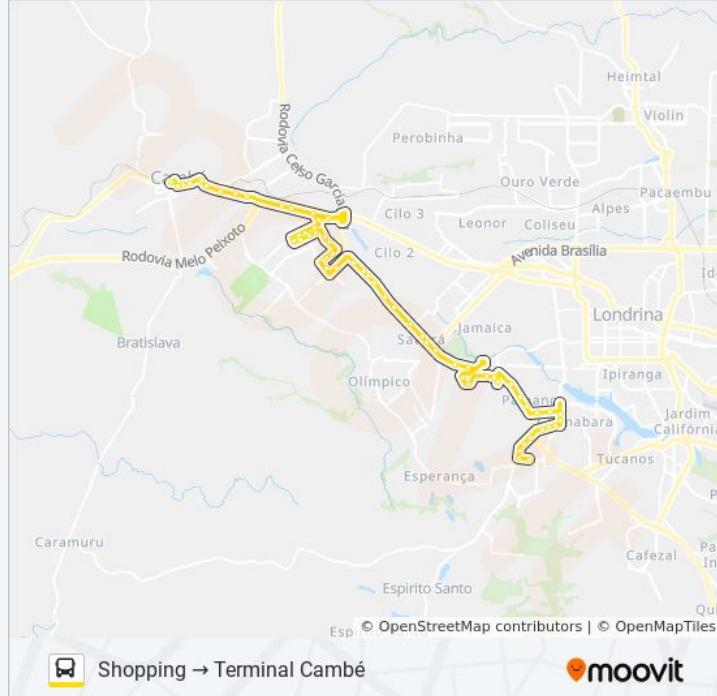 Heimtal
Violin
Perobinha
Rodovia Celso Garcia
Ouro Verde
Pacaembu
Alpes
Cilo 3
Leonor
Coliseu
Rodovia Melo Peixoto
Cilo 2
Avenida Brasília
Londrina
Bratislava
Jamaica
Olímpico
Ipiranga
Jardim
Califórnia
Tucanos
Esperança
Caramuru
Cafezal
Espirito Santo
© OpenStreetMap contributors | © OpenMapTiles
Shopping → Terminal Cambé
moovit